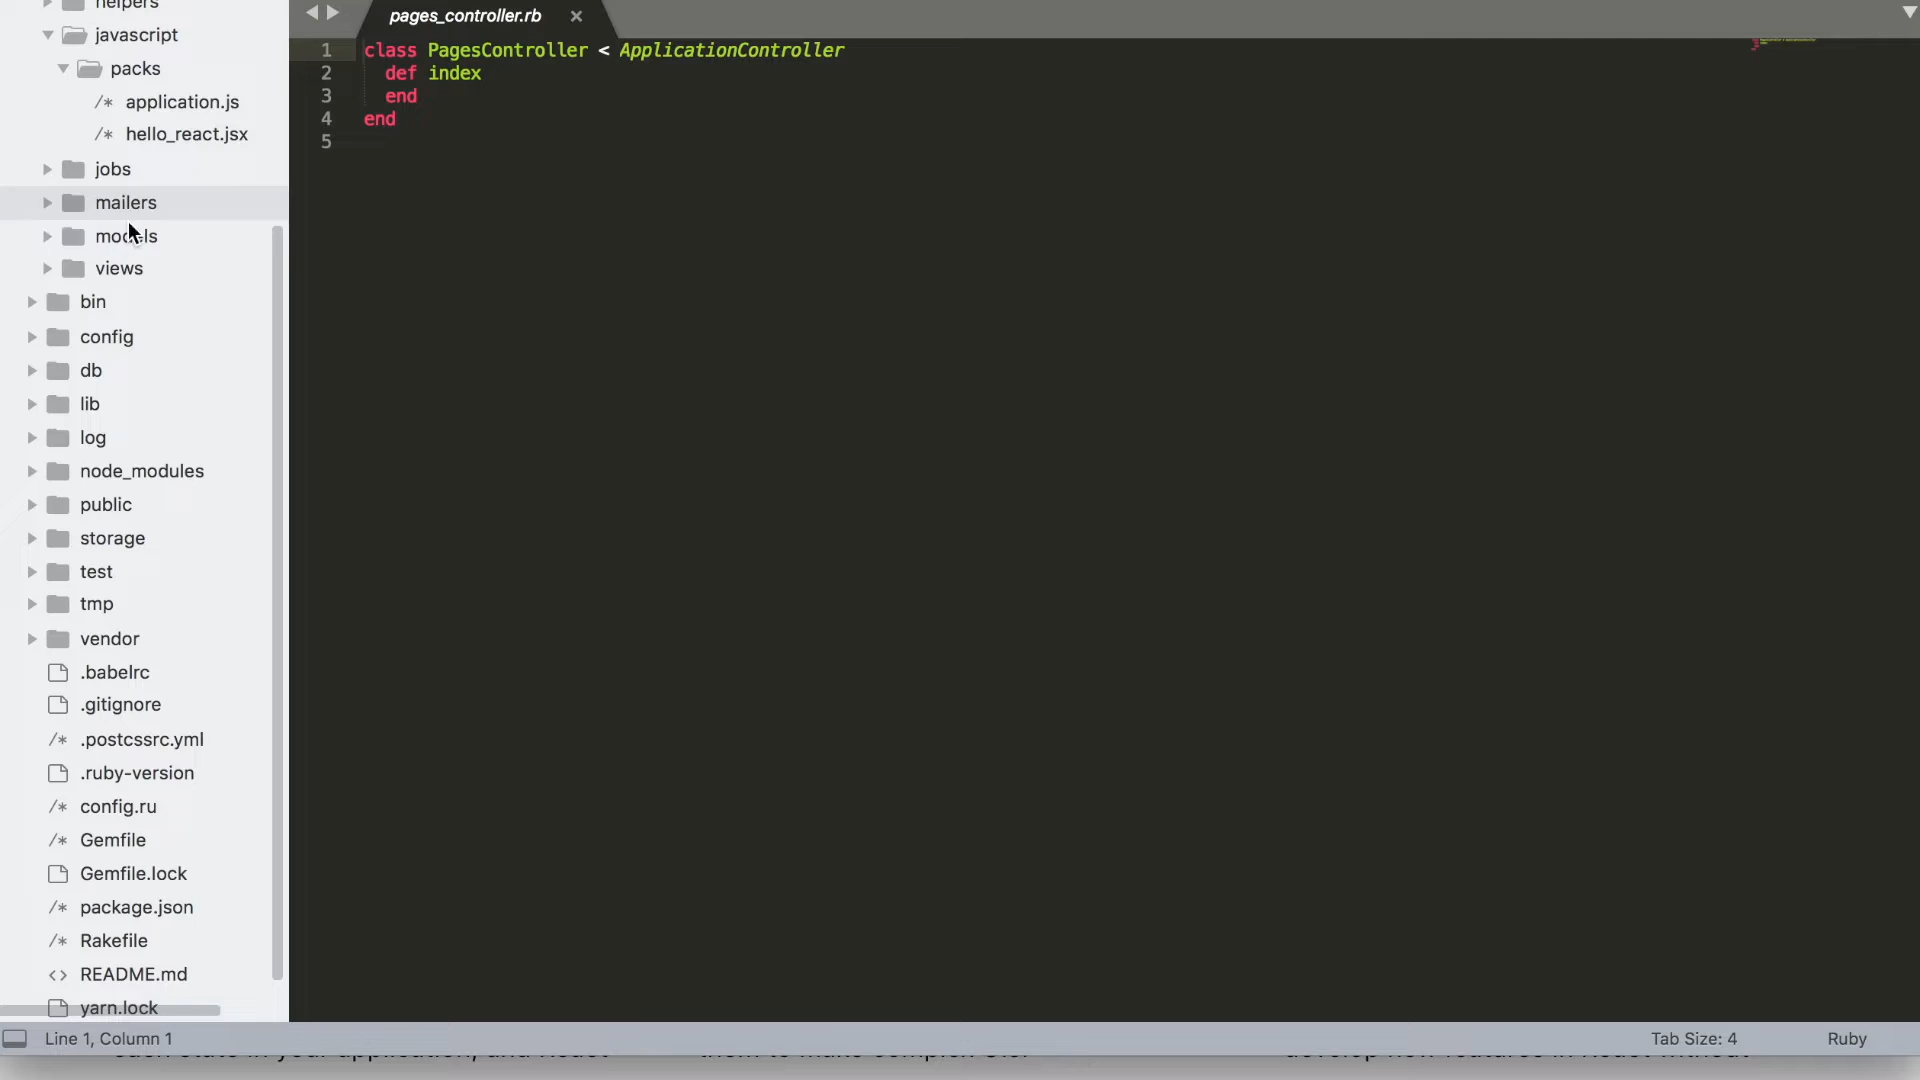 helpers
javascript
packs
/* application.js
/* hello_react.jsx
jobs
mailers
models
views
bin
config
db
lib
log
node_modules
public
storage
test
tmp
vendor
.babelrc
.gitignore
/* .postcssrc.yml
.ruby-version
/* config.ru
/* Gemfile
Gemfile.lock
/* package.json
/* Rakefile
<> README.md
yarn.lock
pages_controller.rb ×
1 class PagesController < ApplicationController
2 def index
3 end
4 end
5
Line 1, Column 1
Tab Size: 4
Ruby